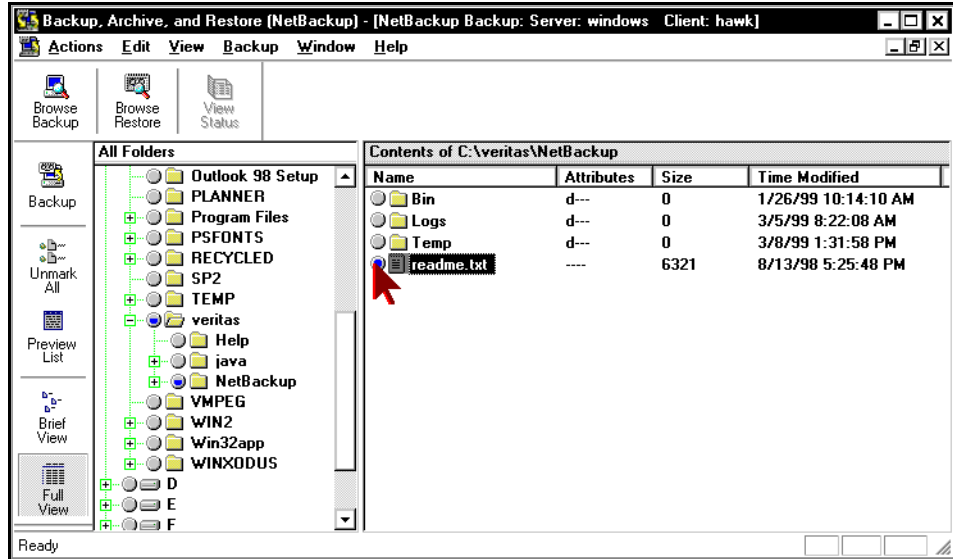 Backup, Archive, and Restore (NetBackup) - [NetBackup Backup: Server: windows Client: hawk]
Actions Edit View Backup Window Help
Browse Backup
Browse Restore
View Status
Backup
Unmark All
Preview List
Brief View
Full View
All Folders
Outlook 98 Setup
PLANNER
Program Files
PSFONTS
RECYCLED
SP2
TEMP
veritas
Help
java
NetBackup
VMPEG
WIN2
Win32app
WINXODUS
D
E
F
Contents of C:\veritas\NetBackup
Name Attributes Size Time Modified
Bin d--- 0 1/26/99 10:14:10 AM
Logs d--- 0 3/5/99 8:22:08 AM
Temp d--- 0 3/8/99 1:31:58 PM
readme.txt ---- 6321 8/13/98 5:25:48 PM
Ready